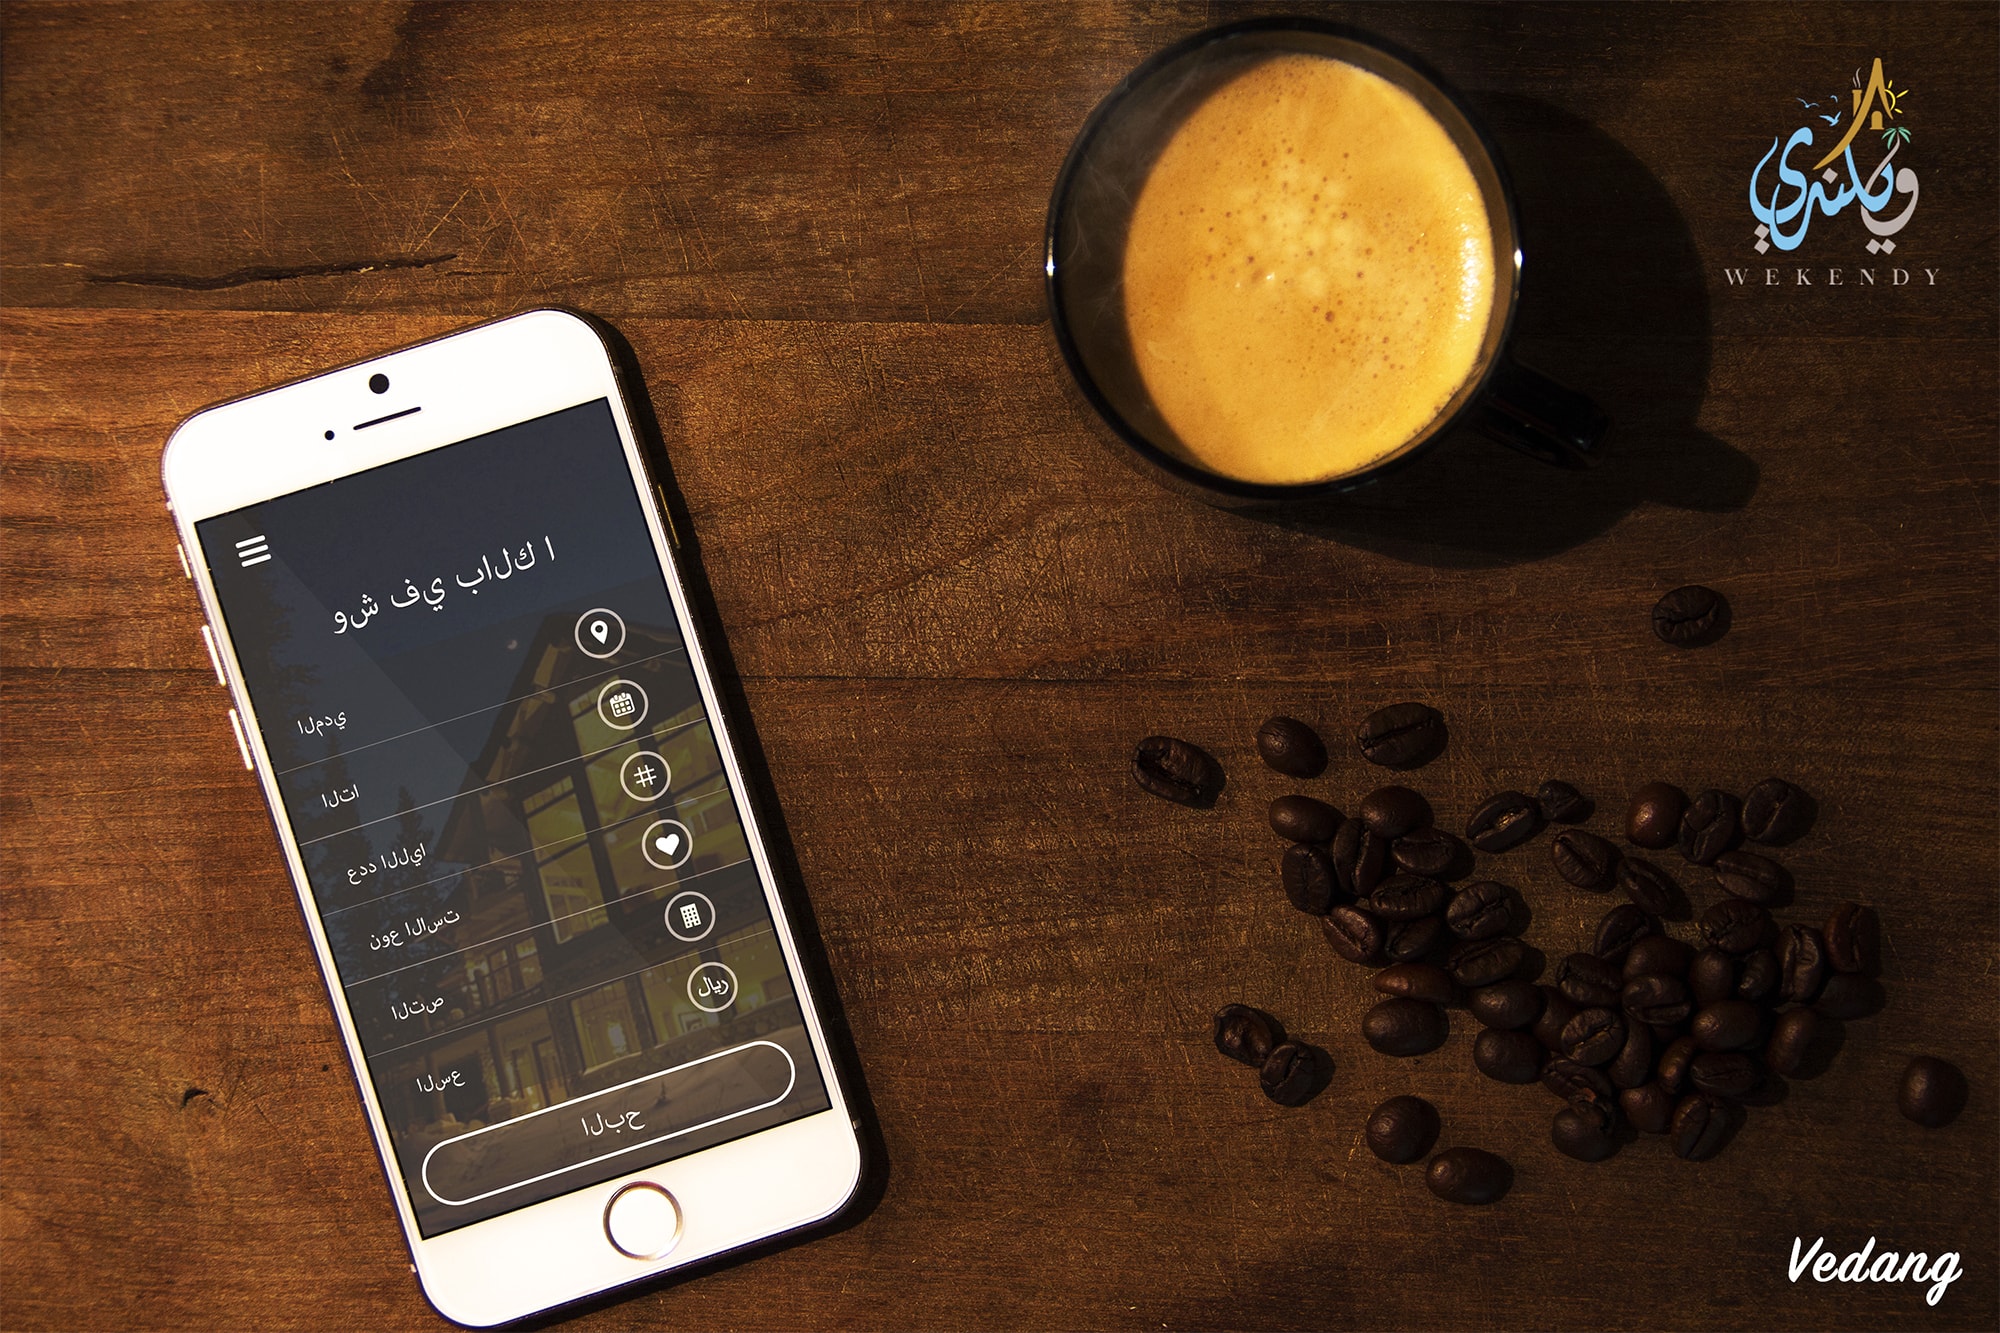 ويكندي
WEKENDY
وش في بالك ا
المدي
التا
عدد الليا
نوع الاست
التص
ريال
السع
البح
Vedang